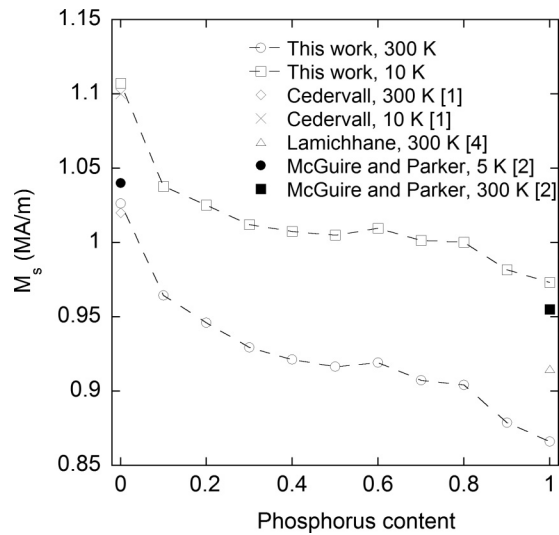 1.15
1.1
1.05
1
0.95
0.9
0.85
M_s (MA/m)
This work, 300 K
This work, 10 K
Cedervall, 300 K [1]
Cedervall, 10 K [1]
Lamichhane, 300 K [4]
McGuire and Parker, 5 K [2]
McGuire and Parker, 300 K [2]
0 0.2 0.4 0.6 0.8 1
Phosphorus content